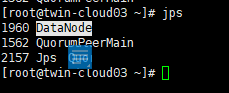 [root@twin-cloud03 ~]# jps
1960 DataNode
1562 QuorumPeerMain
2157 Jps
[root@twin-cloud03 ~]#